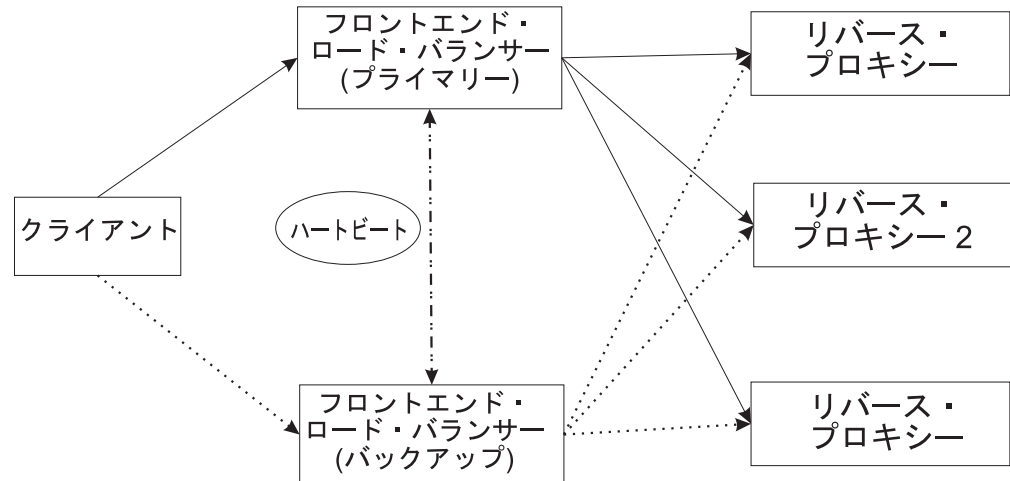 フロントエンド・
ロード・バランサー
(プライマリー)
リバース・
プロキシー
クライアント
ハートビート
リバース・
プロキシー 2
フロントエンド・
ロード・バランサー
(バックアップ)
リバース・
プロキシー